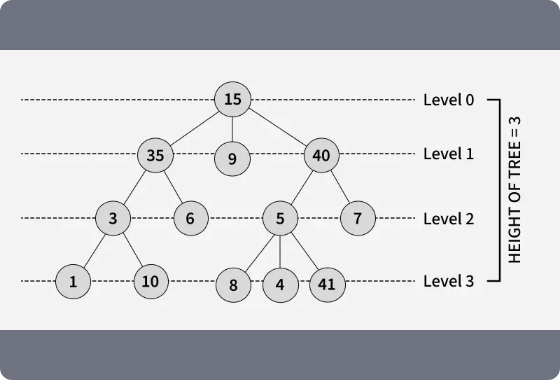 15 Level 0
35 9 40 Level 1
3 6 5 7 Level 2
1 10 8 4 41 Level 3
HEIGHT OF TREE = 3